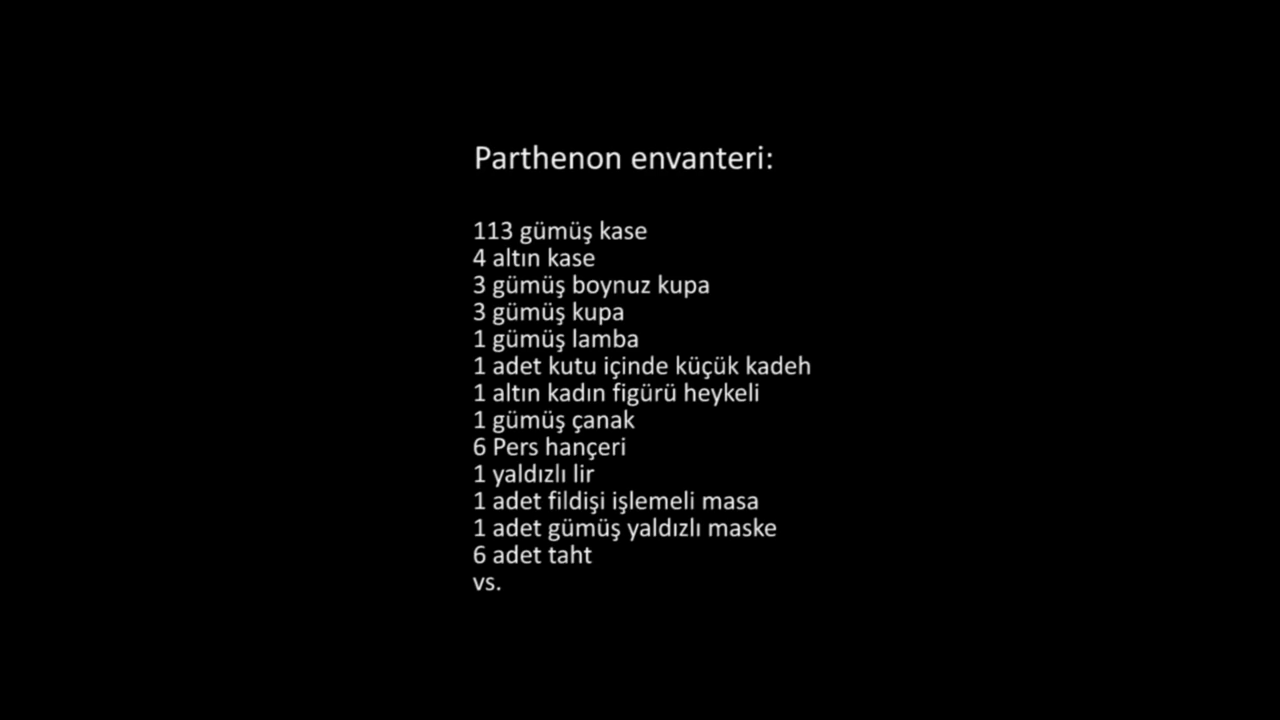 Parthenon envanteri:
113 gümüş kase
4 altın kase
3 gümüş boynuz kupa
3 gümüş kupa
1 gümüş lamba
1 adet kutu içinde küçük kadeh
1 altın kadın figürü heykeli
1 gümüş çanak
6 Pers hançeri
1 yaldızlı lir
1 adet fildişi işlemeli masa
1 adet gümüş yaldızlı maske
6 adet taht
vs.